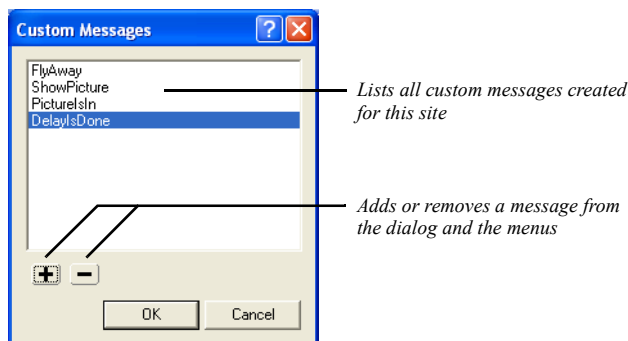 Custom Messages
FlyAway
ShowPicture
PictureIsIn
DelayIsDone
Lists all custom messages created
for this site
Adds or removes a message from
the dialog and the menus
OK
Cancel